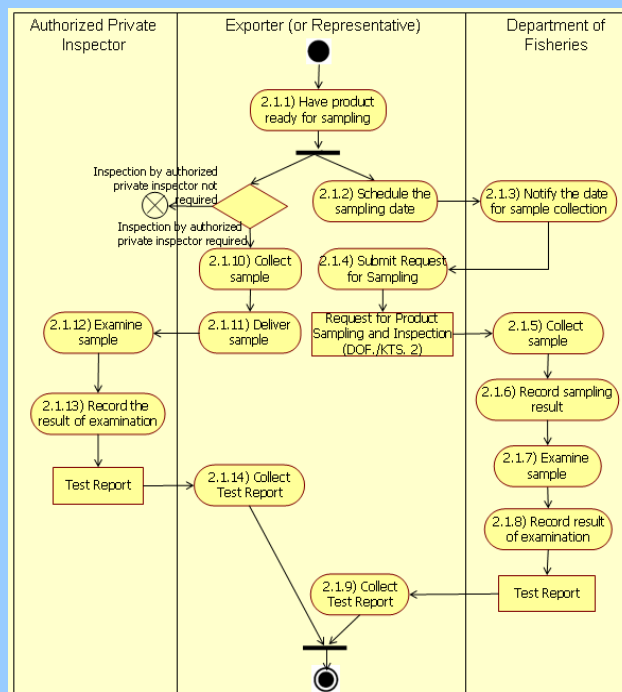 Authorized Private
Inspector
Exporter (or Representative)
Department of
Fisheries
2.1.1) Have product
ready for sampling
Inspection by authorized
private inspector not
required
Inspection by authorized
private inspector required
2.1.2) Schedule the
sampling date
2.1.3) Notify the date
for sample collection
2.1.10) Collect
sample
2.1.4) Submit Request
for Sampling
2.1.12) Examine
sample
2.1.11) Deliver
sample
Request for Product
Sampling and Inspection
(DOF./KTS. 2)
2.1.5) Collect
sample
2.1.13) Record the
result of examination
2.1.6) Record sampling
result
2.1.7) Examine
sample
Test Report
2.1.14) Collect
Test Report
2.1.8) Record result
of examination
2.1.9) Collect
Test Report
Test Report